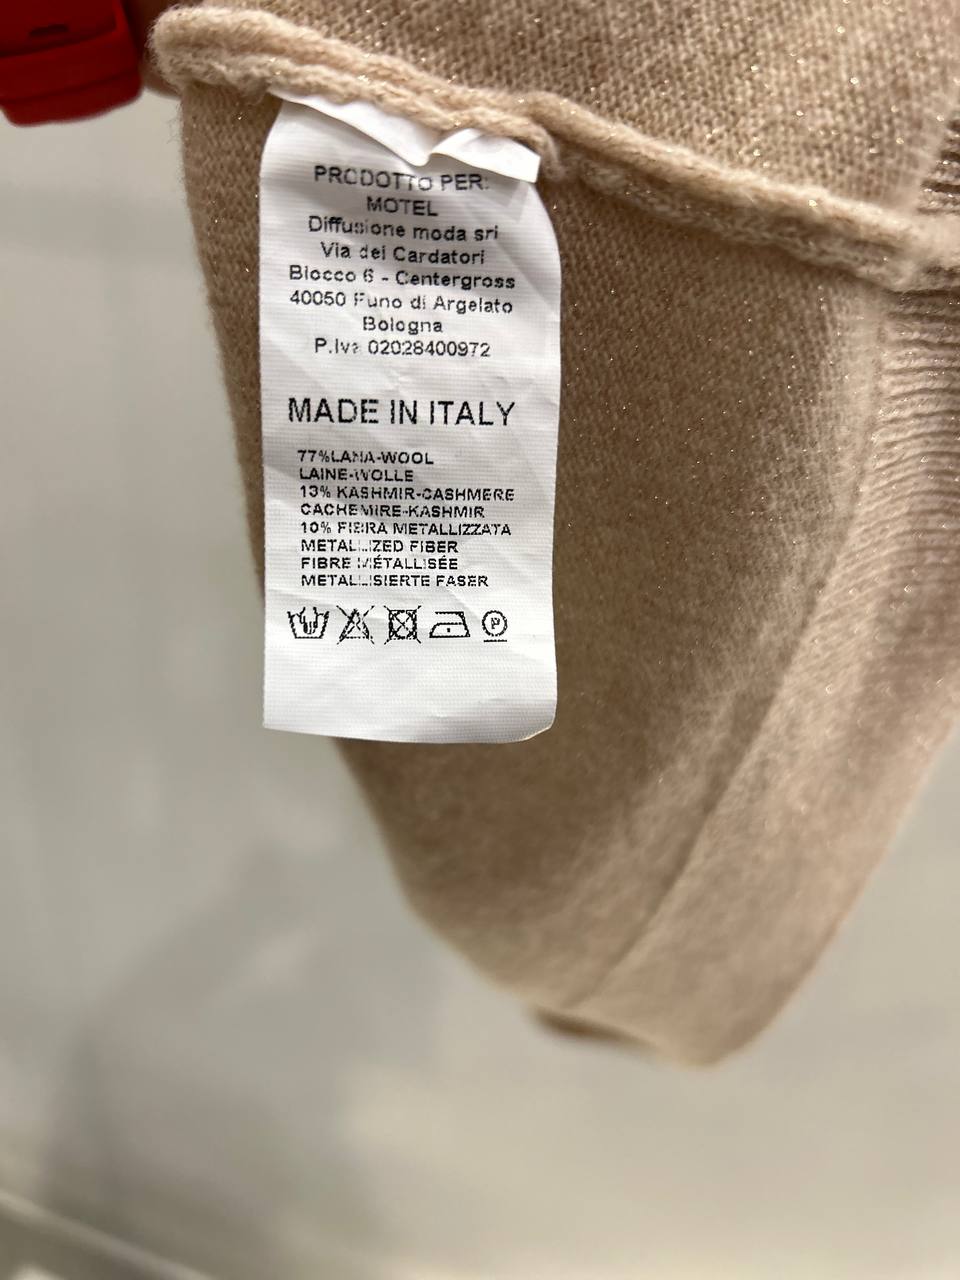 PRODOTTO PER:
MOTEL
Diffusione moda srl
Via dei Cardatori
Blocco 6 - Centergross
40050 Funo di Argelato
Bologna
P.Iva 02028400972
MADE IN ITALY
77%LANA-WOOL
LAINE-WOLLE
13% KASHMIR-CASHMERE
CACHEMIRE-KASHMIR
10% FIBRA METALLIZZATA
METALLIZED FIBER
FIBRE MÉTALLISÉE
METALLISIERTE FASER
P